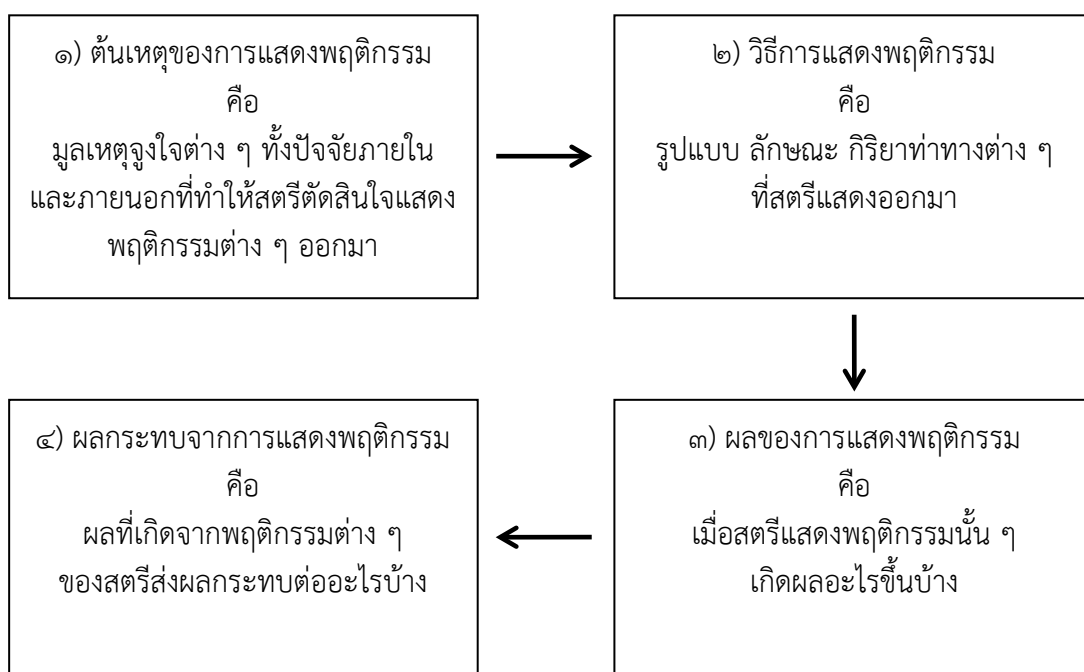 ๑) ต้นเหตุของการแสดงพฤติกรรม
คือ
มูลเหตุจูงใจต่าง ๆ ทั้งปัจจัยภายใน
และภายนอกที่ทำให้สตรีตัดสินใจแสดง
พฤติกรรมต่าง ๆ ออกมา
๒) วิธีการแสดงพฤติกรรม
คือ
รูปแบบ ลักษณะ กิริยาท่าทางต่าง ๆ
ที่สตรีแสดงออกมา
๓) ผลของการแสดงพฤติกรรม
คือ
เมื่อสตรีแสดงพฤติกรรมนั้น ๆ
เกิดผลอะไรขึ้นบ้าง
๔) ผลกระทบจากการแสดงพฤติกรรม
คือ
ผลที่เกิดจากพฤติกรรมต่าง ๆ
ของสตรีส่งผลกระทบต่ออะไรบ้าง